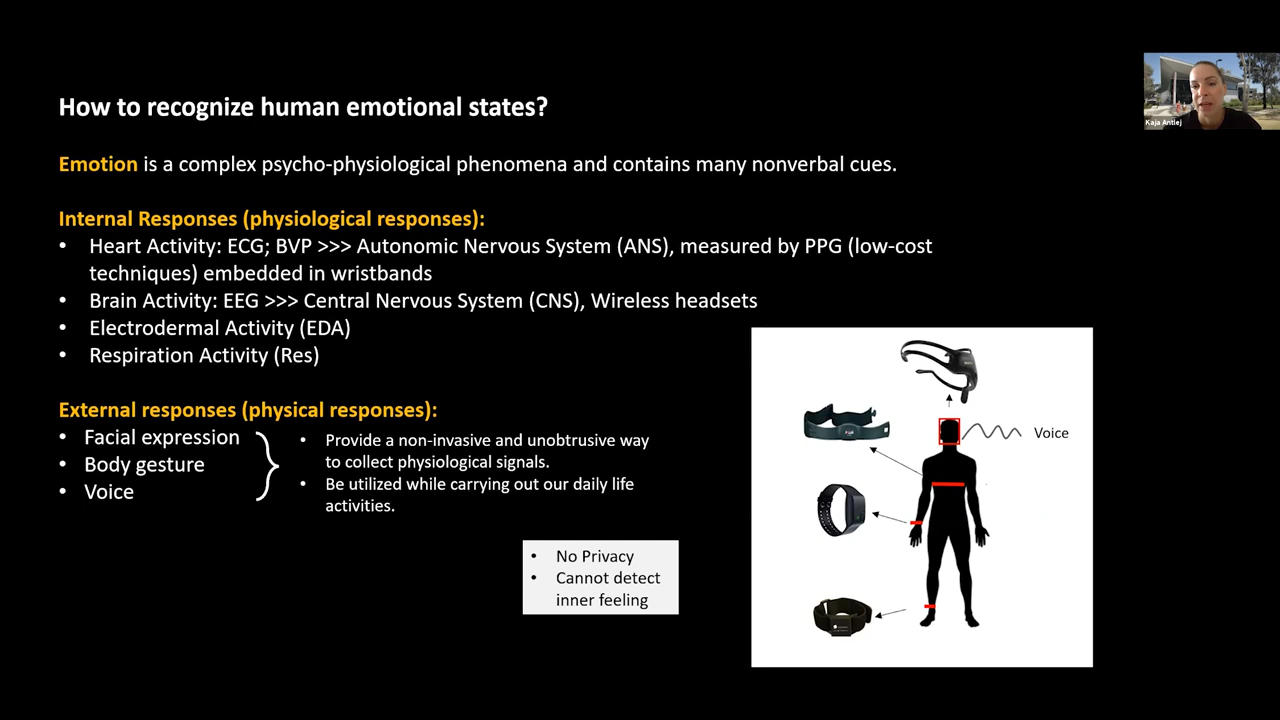 How to recognize human emotional states?
Kaja Antlej
Emotion is a complex psycho-physiological phenomena and contains many nonverbal cues.
Internal Responses (physiological responses):
• Heart Activity: ECG; BVP >>> Autonomic Nervous System (ANS), measured by PPG (low-cost
techniques) embedded in wristbands
• Brain Activity: EEG >>> Central Nervous System (CNS), Wireless headsets
• Electrodermal Activity (EDA)
• Respiration Activity (Res)
External responses (physical responses):
• Facial expression
• Body gesture
• Voice
• Provide a non-invasive and unobtrusive way
to collect physiological signals.
• Be utilized while carrying out our daily life
activities.
• No Privacy
• Cannot detect
inner feeling
Voice